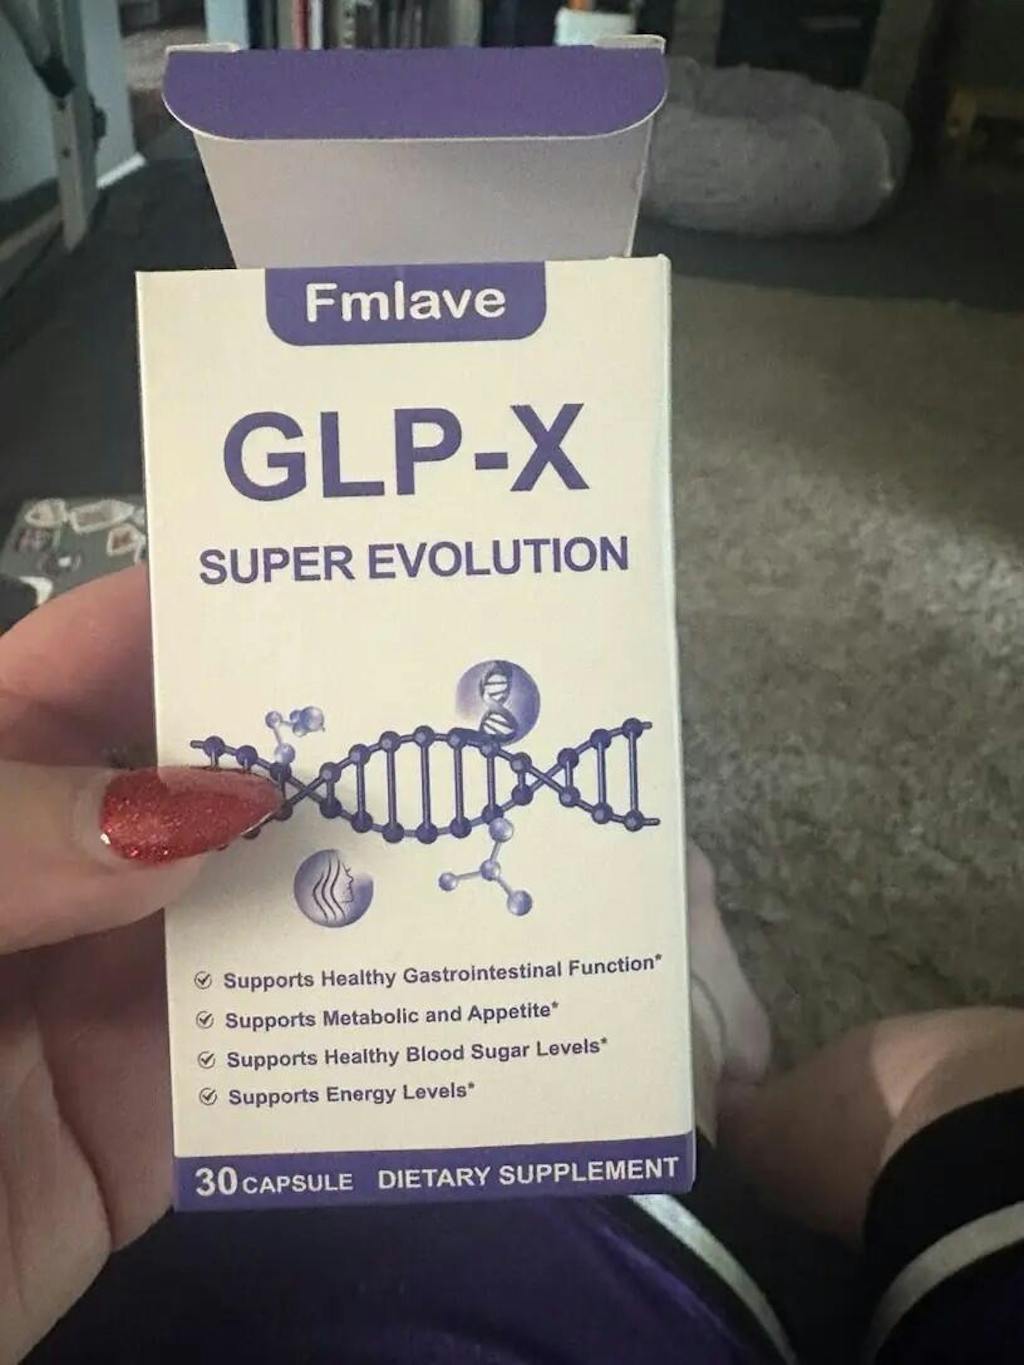 Fmlave
GLP-X
SUPER EVOLUTION
Supports Healthy Gastrointestinal Function*
Supports Metabolic and Appetite*
Supports Healthy Blood Sugar Levels*
Supports Energy Levels*
30 CAPSULE DIETARY SUPPLEMENT